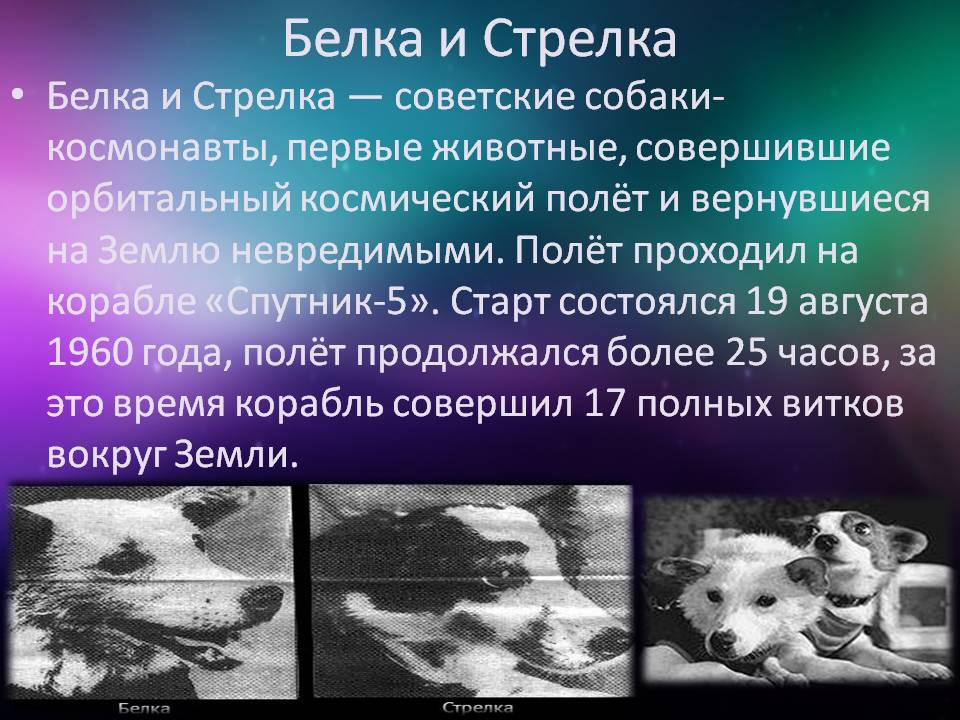 Белка и Стрелка
• Белка и Стрелка — советские собаки-
космонавты, первые животные, совершившие
орбитальный космический полёт и вернувшиеся
на Землю невредимыми. Полёт проходил на
корабле «Спутник-5». Старт состоялся 19 августа
1960 года, полёт продолжался более 25 часов, за
это время корабль совершил 17 полных витков
вокруг Земли.
Белка Стрелка